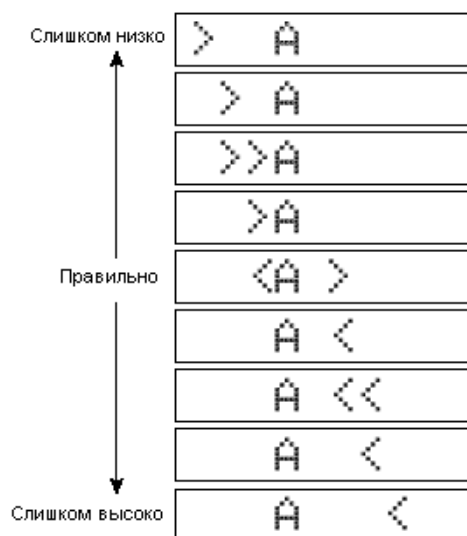 Слишком низко > A
> A
>>A
>A
Правильно <A >
A <
A <<
A <
Слишком высоко A <